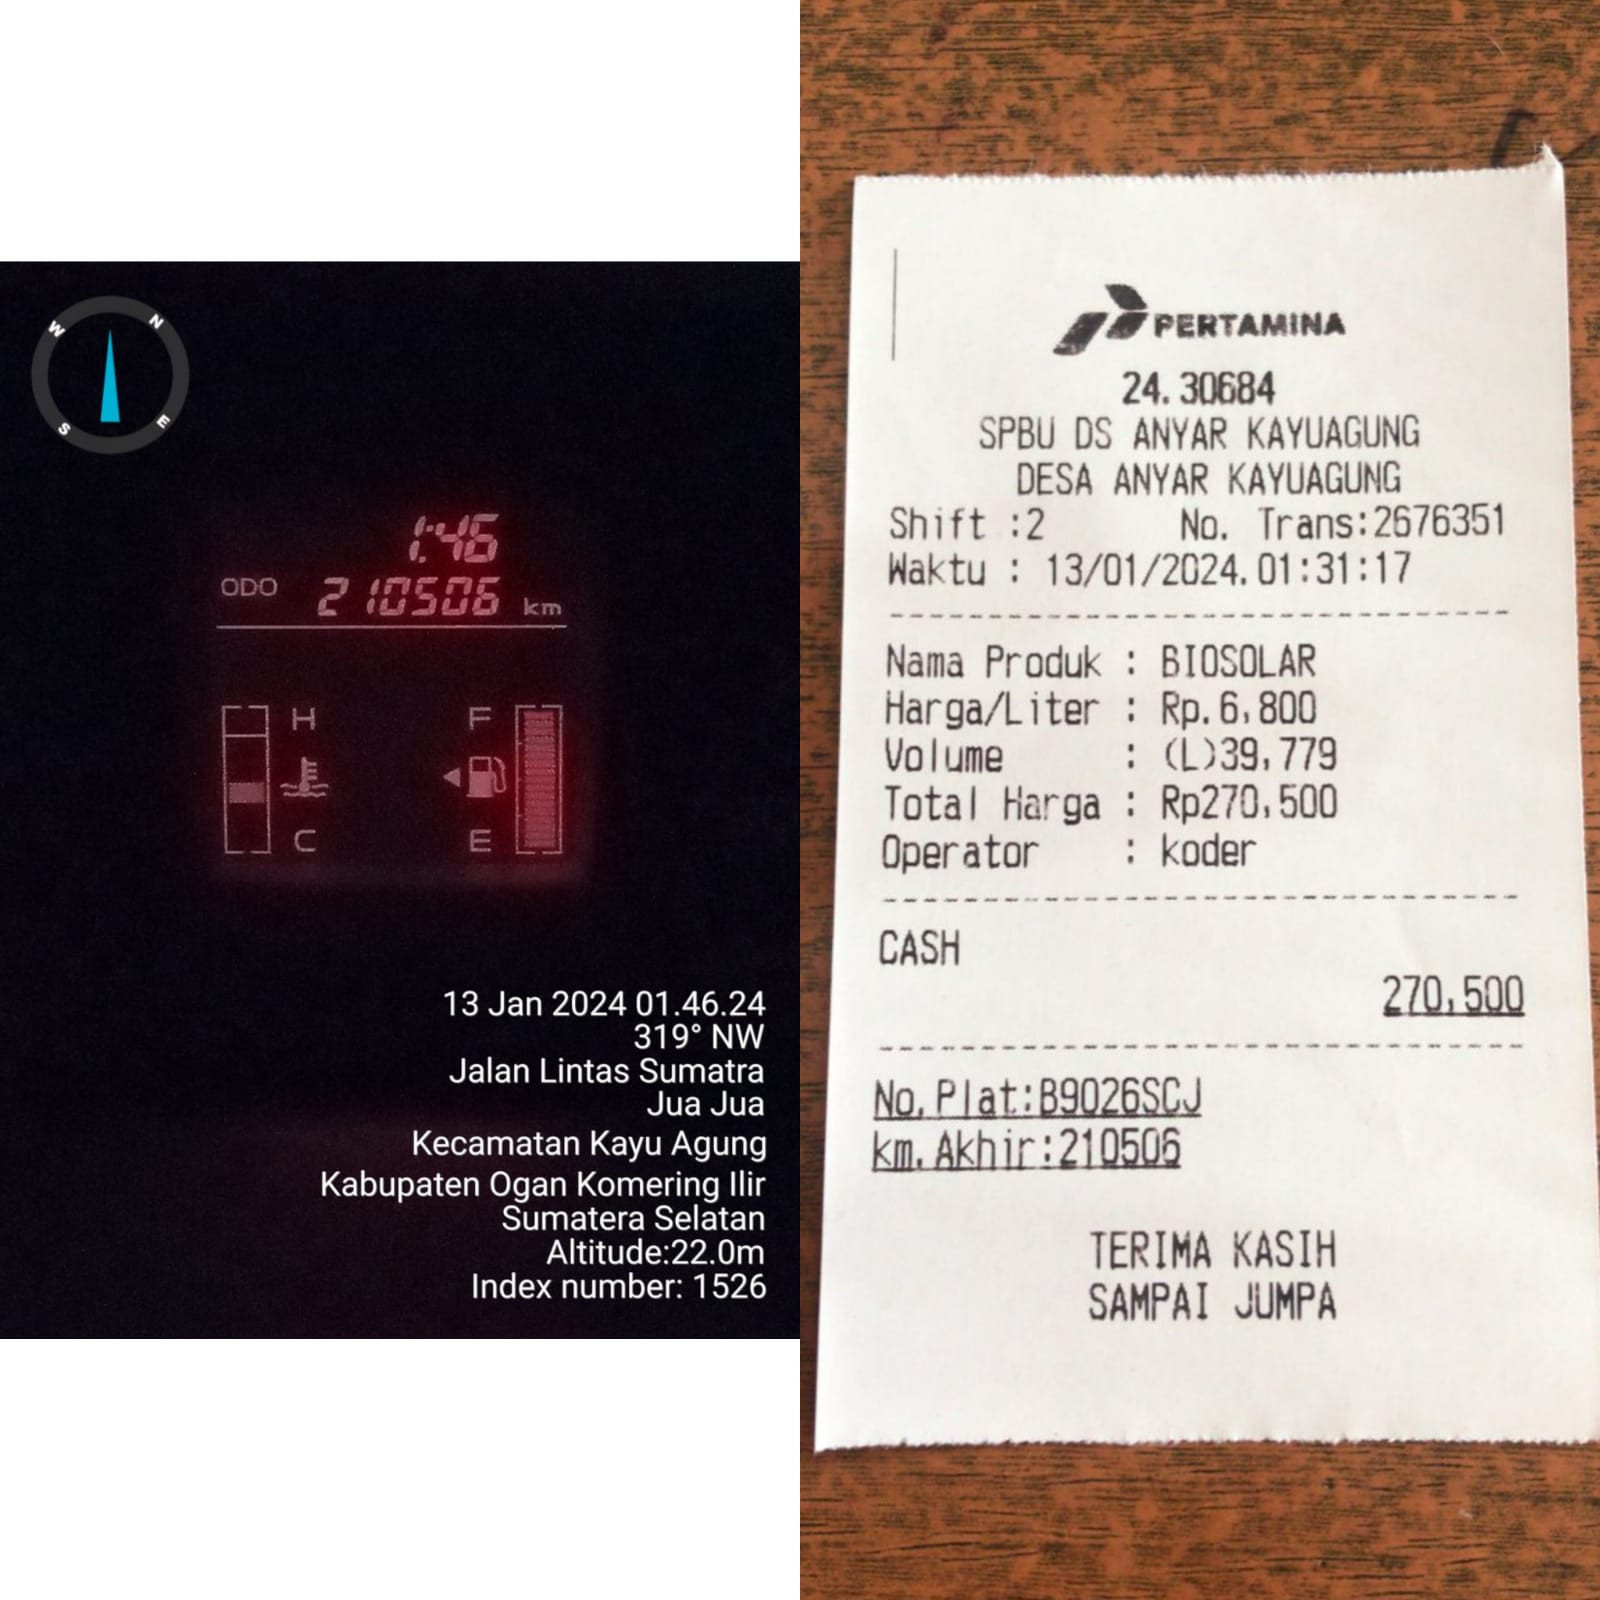 N
W
E
S
1:46
ODO 210506 km
H
F
C
E
13 Jan 2024 01.46.24
319° NW
Jalan Lintas Sumatra
Jua Jua
Kecamatan Kayu Agung
Kabupaten Ogan Komering Ilir
Sumatera Selatan
Altitude:22.0m
Index number: 1526
PERTAMINA
24.30684
SPBU DS ANYAR KAYUAGUNG
DESA ANYAR KAYUAGUNG
Shift :2 No. Trans:2676351
Waktu : 13/01/2024.01:31:17
Nama Produk : BIOSOLAR
Harga/Liter : Rp.6,800
Volume : (L)39,779
Total Harga : Rp270,500
Operator : koder
CASH
270,500
No.Plat:B9026SCJ
km.Akhir:210506
TERIMA KASIH
SAMPAI JUMPA